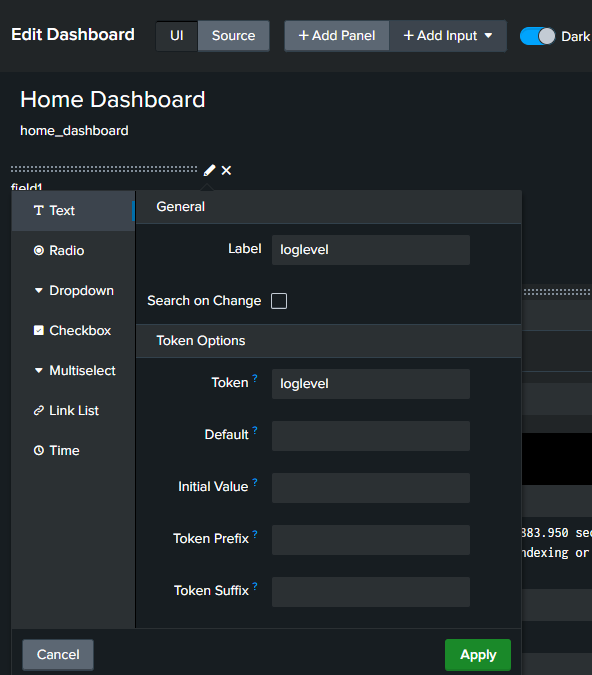 Edit Dashboard UI Source + Add Panel + Add Input Dark
Home Dashboard
home_dashboard
field1
Text
Radio
Dropdown
Checkbox
Multiselect
Link List
Time
General
Label loglevel
Search on Change
Token Options
Token ? loglevel
Default ?
Initial Value ?
Token Prefix ?
Token Suffix ?
883.950 sec
ndexing or
Cancel Apply